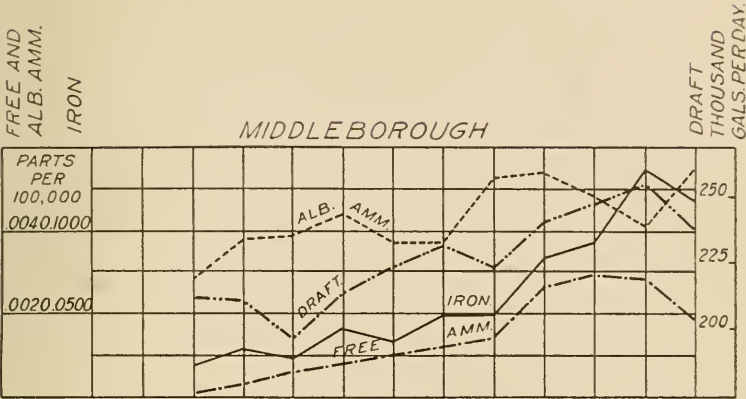 FREE AND
ALB. AMM.
IRON
MIDDLEBOROUGH
DRAFT
THOUSAND
GALS. PER DAY.
PARTS
PER
100,000
.0040 .1000
.0020 .0500
250
225
200
ALB. AMM.
DRAFT.
IRON
FREE AMM.